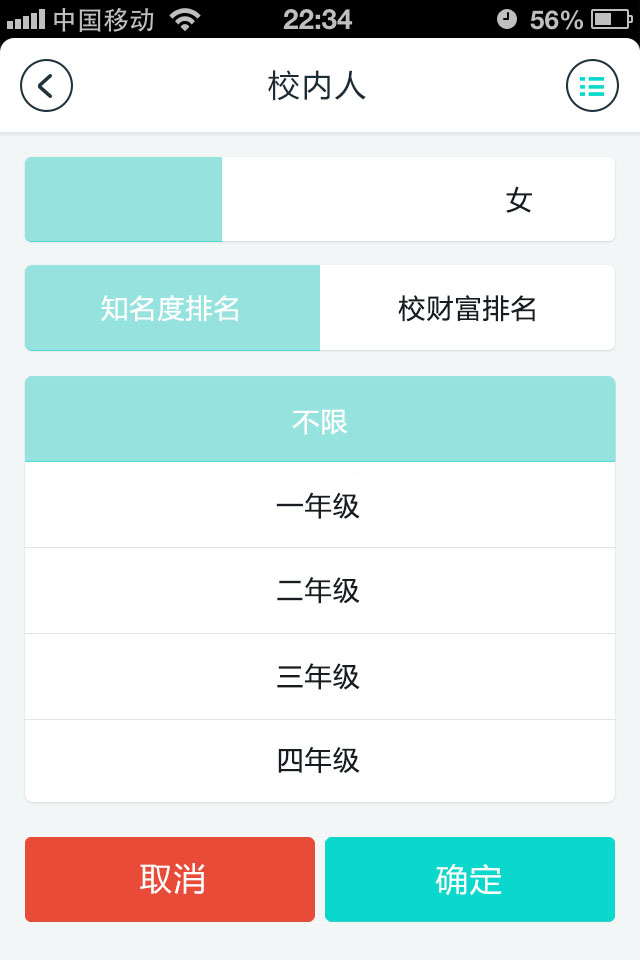 中国移动 22:34 56%
校内人
女
知名度排名 校财富排名
不限
一年级
二年级
三年级
四年级
取消 确定